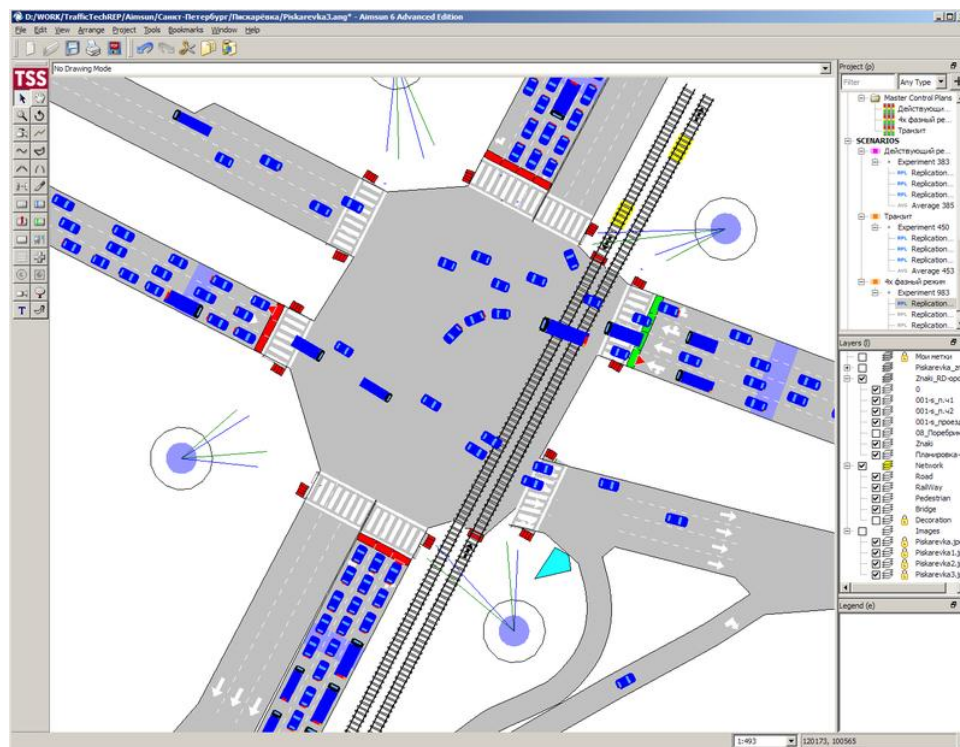 D:/WORK/TrafficTechREP/Aimsun/Санкт-Петербург/Пискарёвка/Piskarevka3.ang* - Aimsun 6 Advanced Edition
File Edit View Arrange Project Tools Bookmarks Window Help
No Drawing Mode
TSS
Project (p)
Filter
Any Type
Master Control Plans
Действующи...
4х фазный ре...
Транзит
SCENARIOS
Действующий ре...
Experiment 383
Replication...
Replication...
Replication...
Average 385
Транзит
Experiment 450
Replication...
Replication...
Replication...
Average 453
4х фазный режим
Experiment 983
Replication...
Replication...
Replication...
Layers (l)
Мои метки
Znaki_RD-
0
001-s_п.ч1
001-s_п.ч2
001-s_проез
Znaki
Планировка-
Network
Road
RailWay
Pedestrian
Bridge
Decoration
Images
Piskarevka.jp
Piskarevka1.j
Piskarevka2.j
Piskarevka3.j
Legend (e)
1:493
120173, 100565